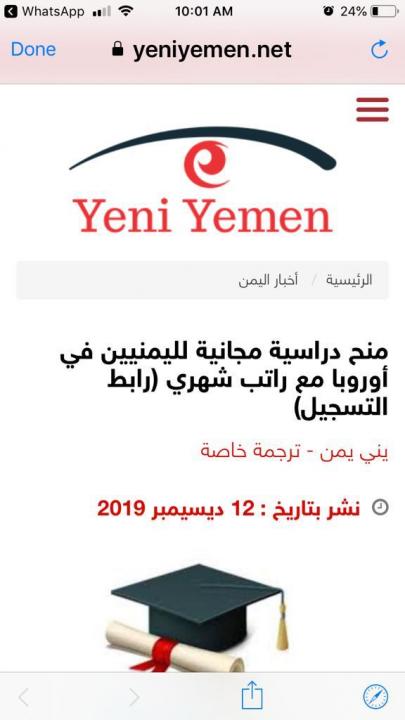 WhatsApp 10:01 AM 24%
Done yeniyemen.net
Yeni Yemen
الرئيسية / أخبار اليمن
منح دراسية مجانية لليمنيين في
أوروبا مع راتب شهري (رابط
التسجيل)
يني يمن - ترجمة خاصة
نشر بتاريخ : 12 ديسيمبر 2019